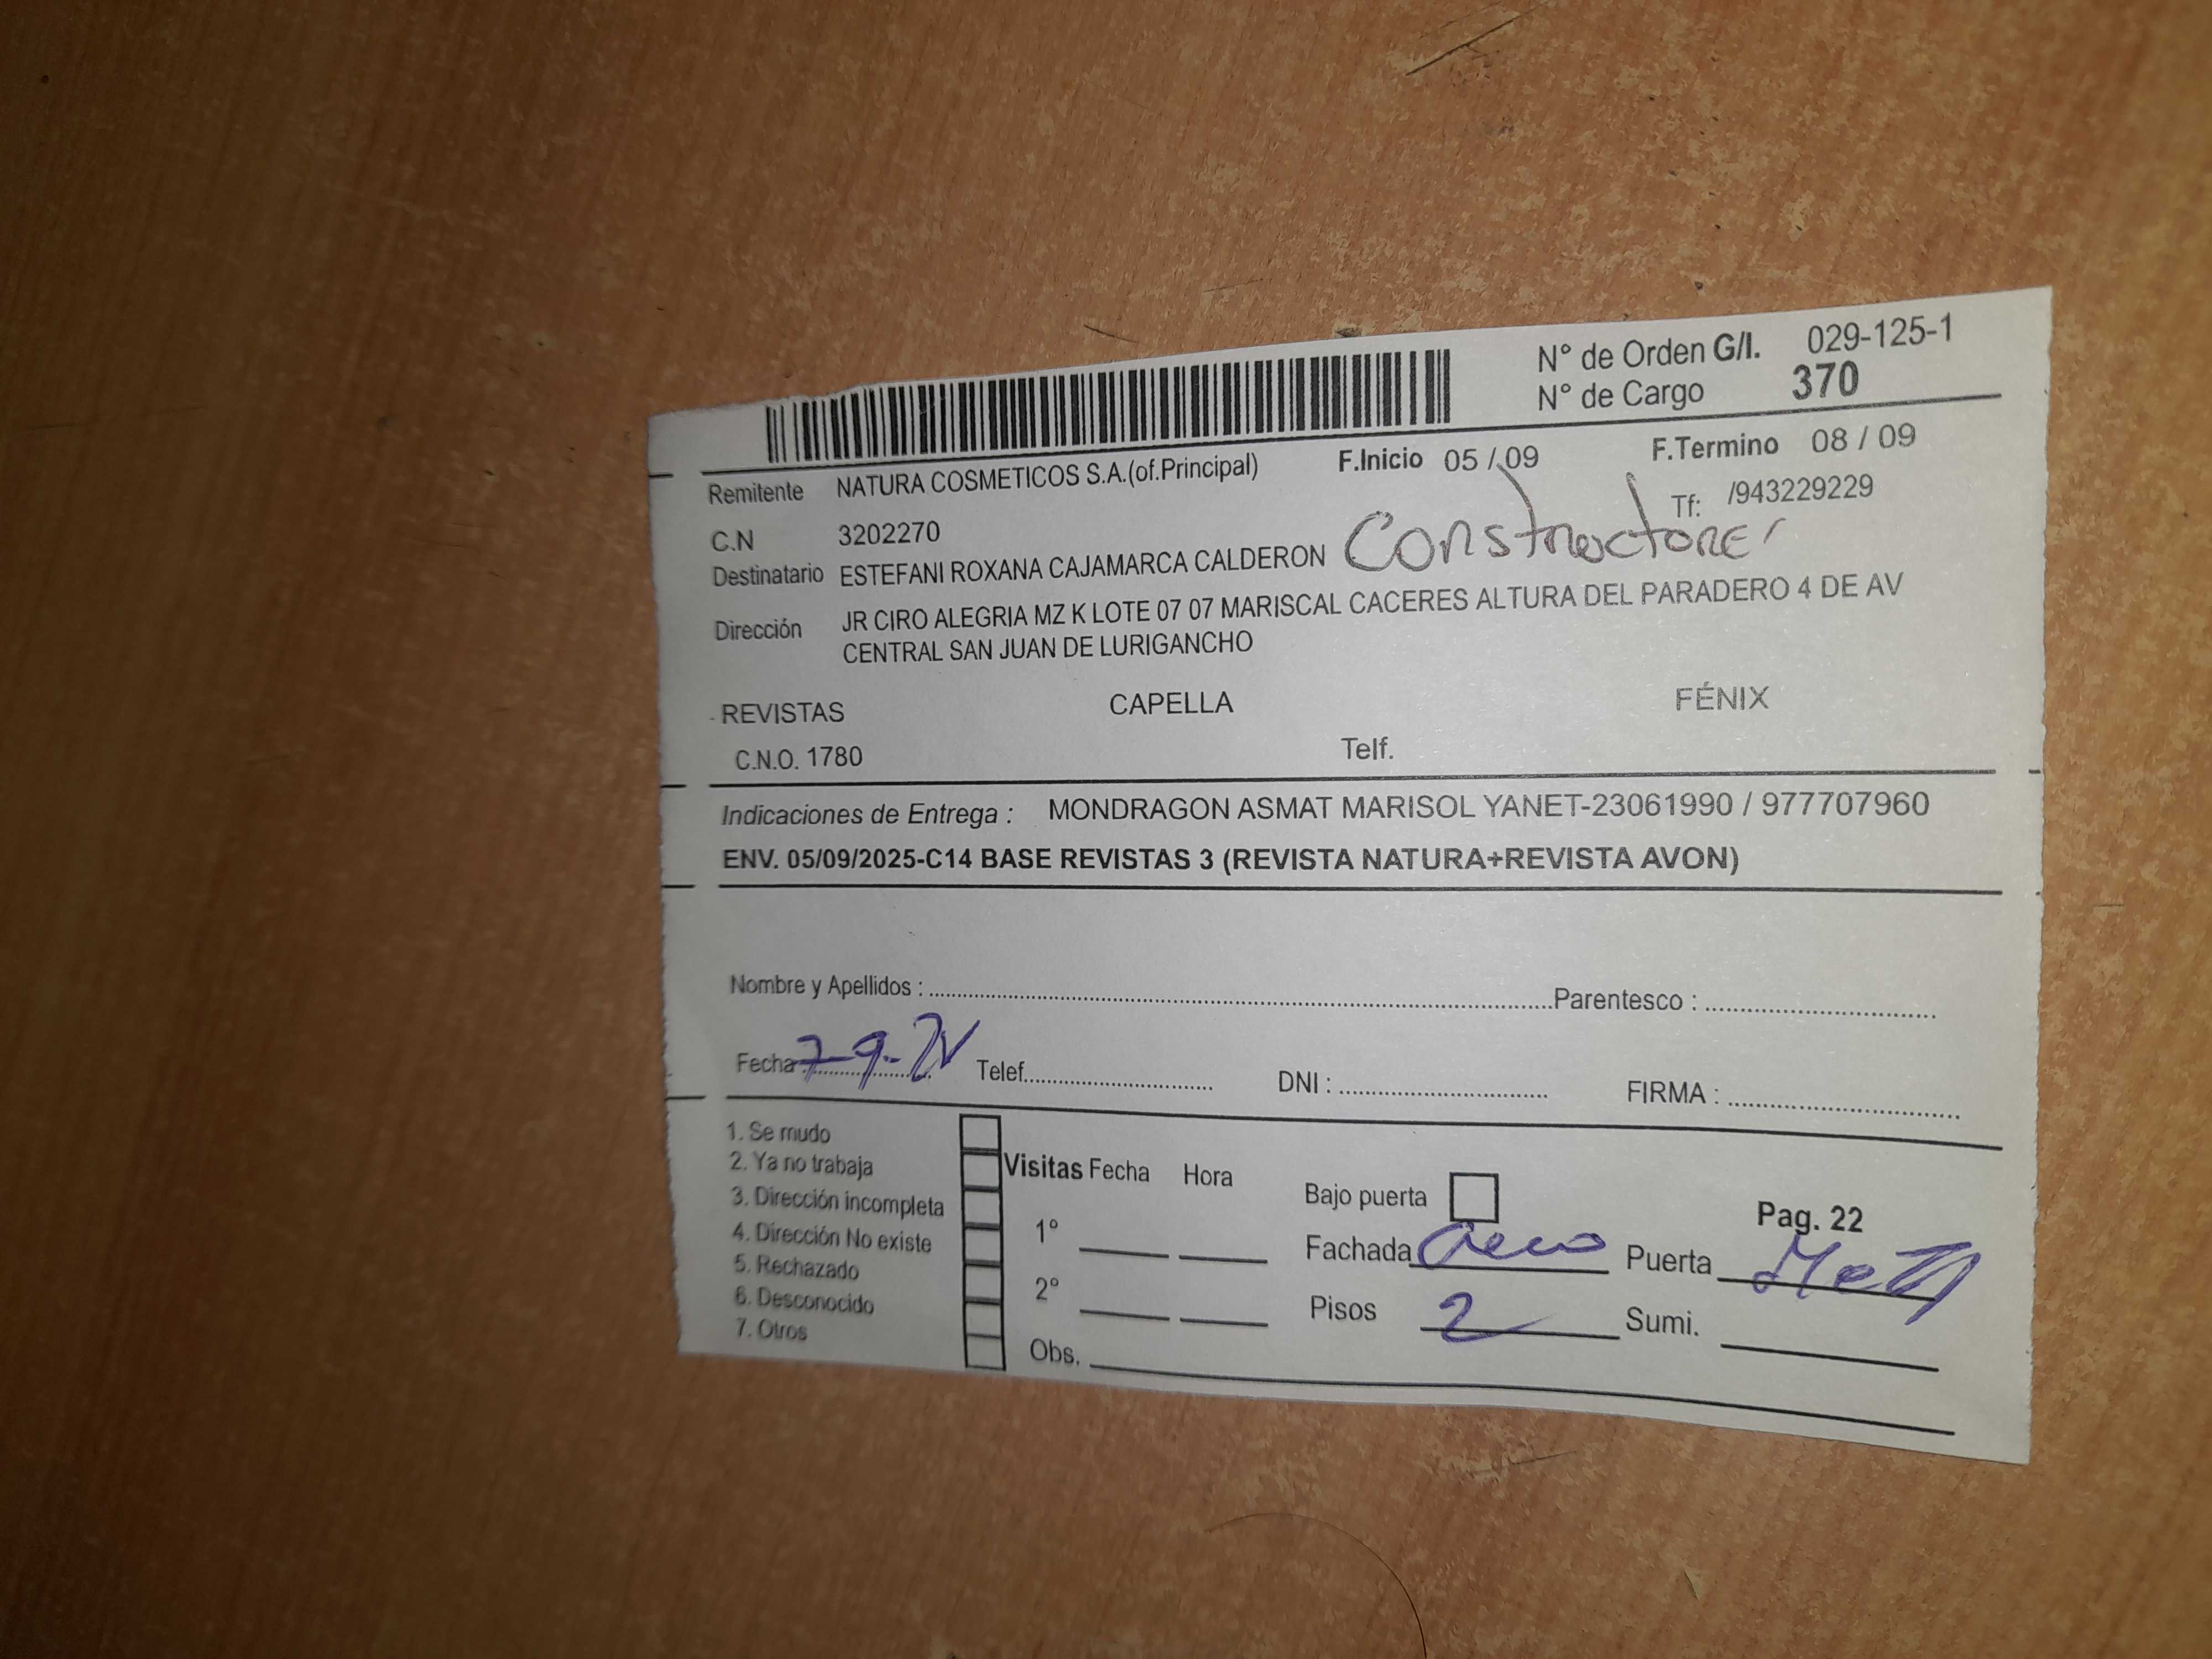 N° de Orden G/I. 029-125-1
N° de Cargo 370
Remitente NATURA COSMETICOS S.A.(of.Principal) F.Inicio 05 / 09 F.Termino 08 / 09
C.N 3202270 Tf: /943229229
Destinatario ESTEFANI ROXANA CAJAMARCA CALDERON Constructores
Dirección JR CIRO ALEGRIA MZ K LOTE 07 07 MARISCAL CACERES ALTURA DEL PARADERO 4 DE AV
CENTRAL SAN JUAN DE LURIGANCHO
REVISTAS CAPELLA FÉNIX
C.N.O. 1780 Telf.
Indicaciones de Entrega : MONDRAGON ASMAT MARISOL YANET-23061990 / 977707960
ENV. 05/09/2025-C14 BASE REVISTAS 3 (REVISTA NATURA+REVISTA AVON)
Nombre y Apellidos : Parentesco :
Fecha 7-9- Telef. DNI : FIRMA :
1. Se mudo
2. Ya no trabaja
3. Dirección incompleta
4. Dirección No existe
5. Rechazado
6. Desconocido
7. Otros
Visitas Fecha Hora
1°
2°
Obs.
Bajo puerta Pag. 22
Fachada Puerta
Pisos 2 Sumi.